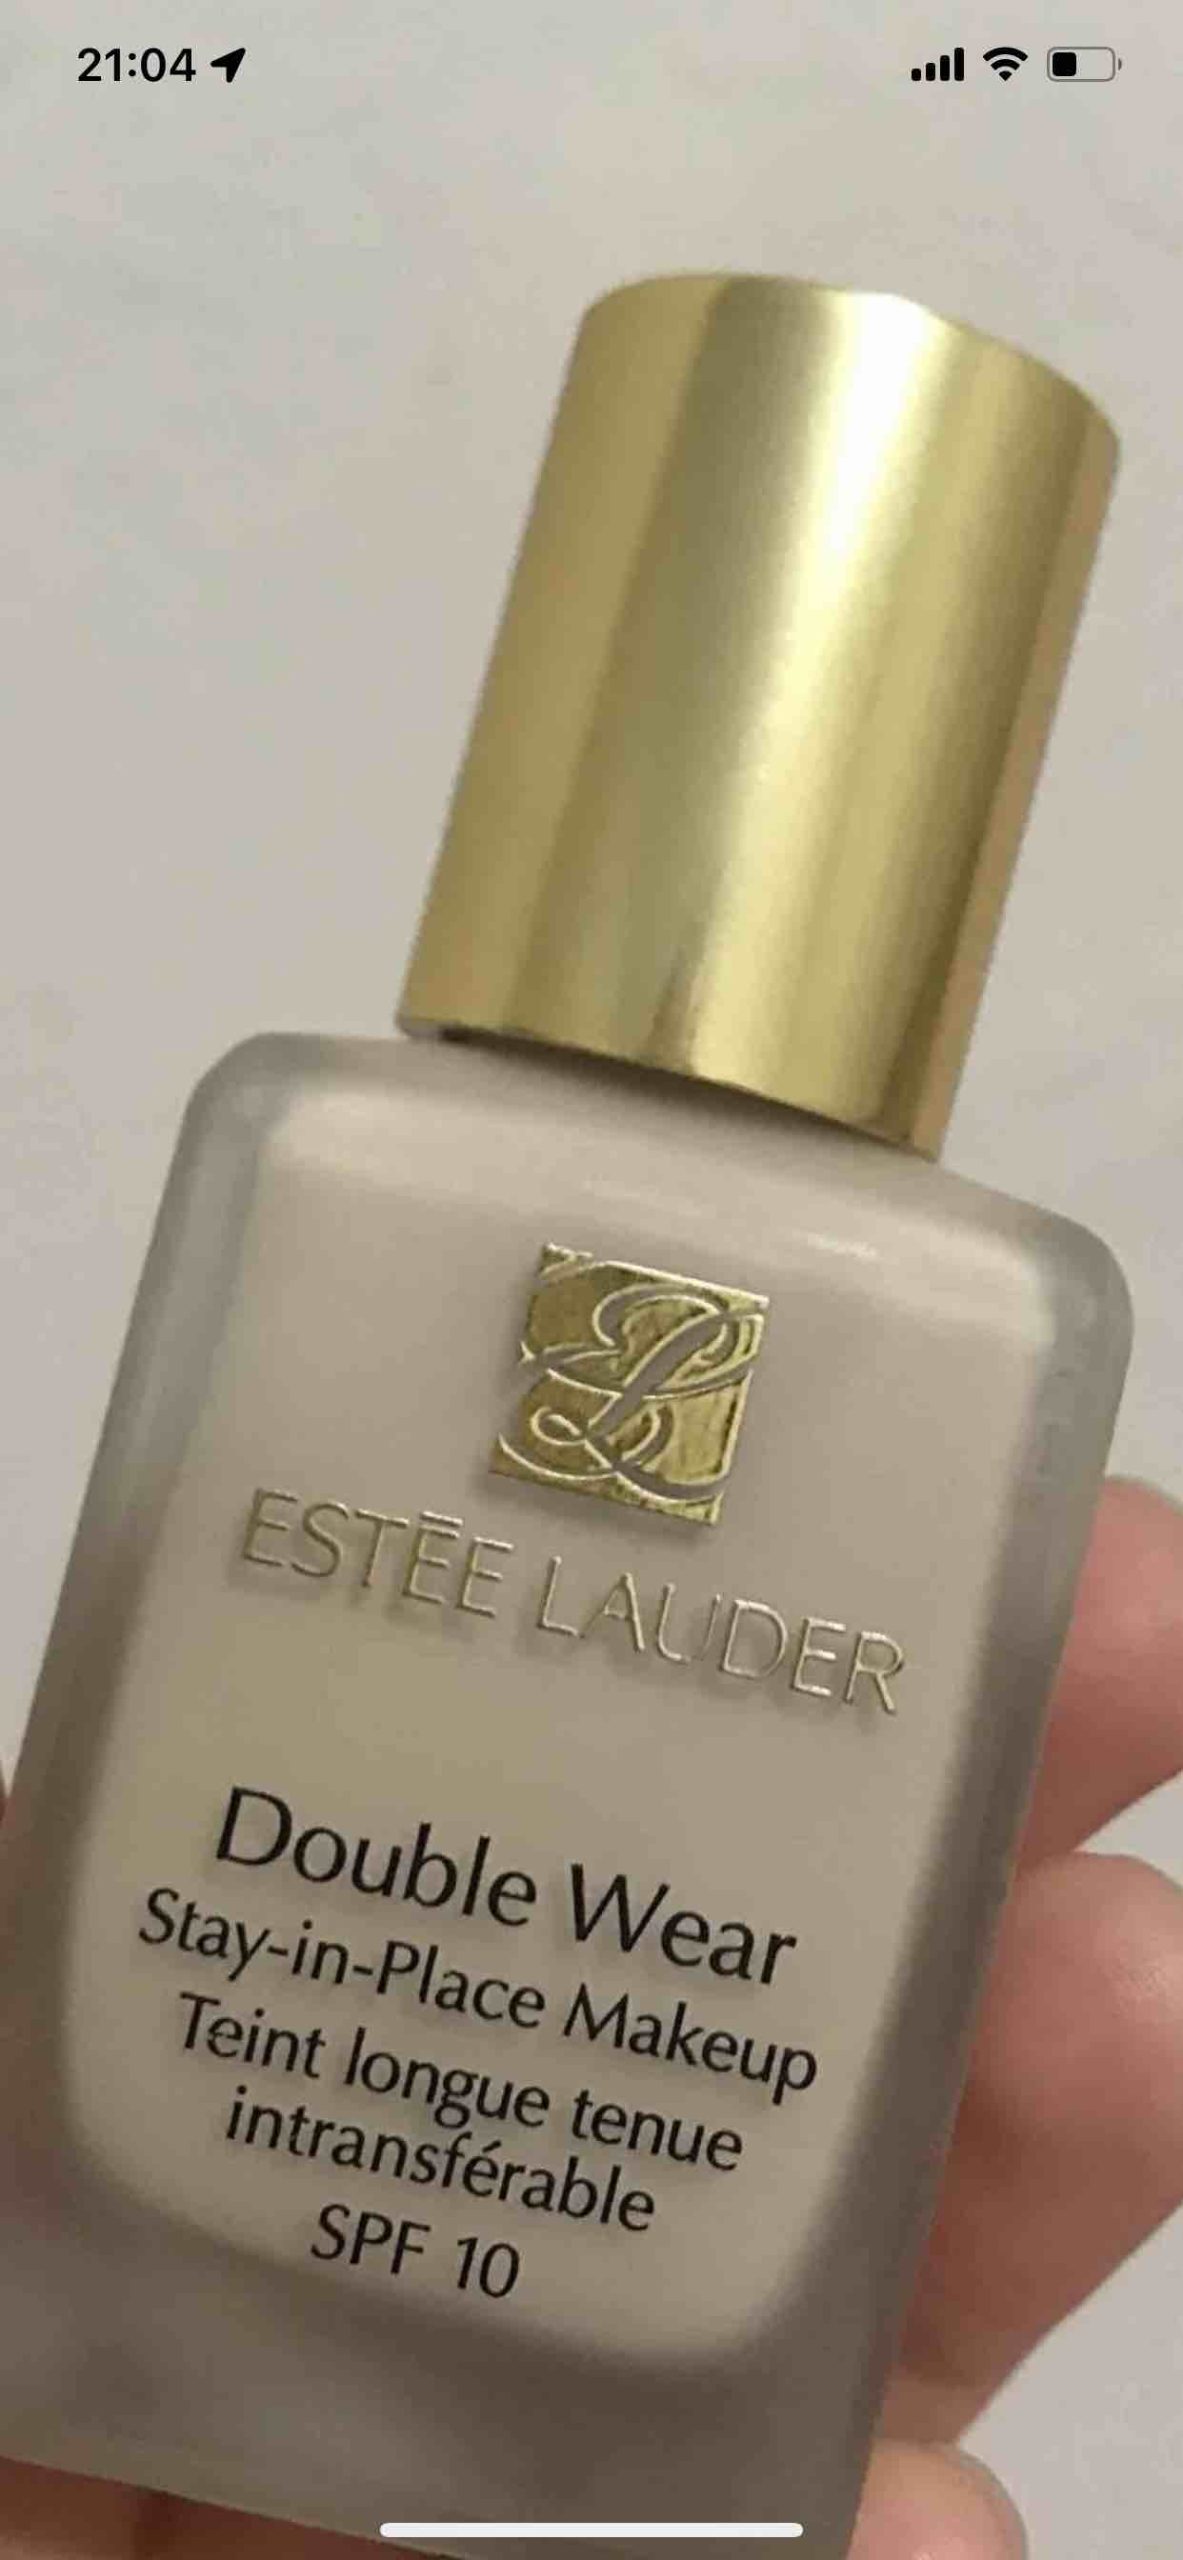 21:04
ESTĒE LAUDER
Double Wear
Stay-in-Place Makeup
Teint longue tenue
intransférable
SPF 10